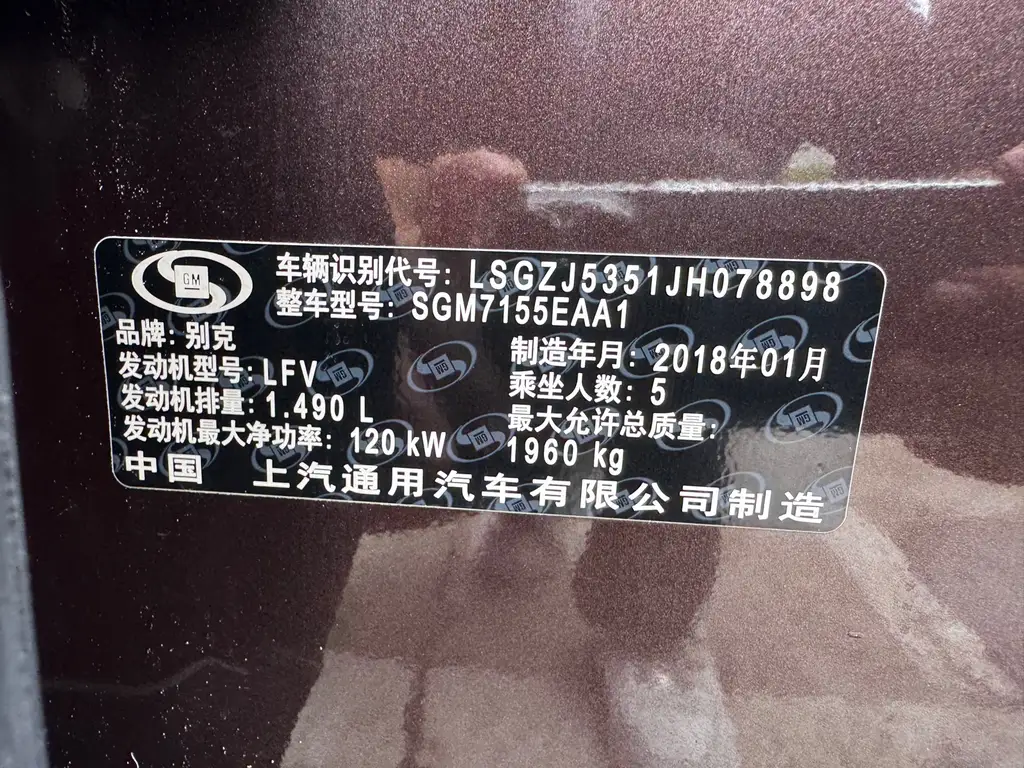 GM
车辆识别代号: LSGZJ5351JH078898
整车型号: SGM7155EAA1
品牌: 别克
制造年月: 2018年01月
发动机型号: LFV
乘坐人数: 5
发动机排量: 1.490 L
最大允许总质量:
发动机最大净功率: 120 kW
1960 kg
中国 上汽通用汽车有限公司制造